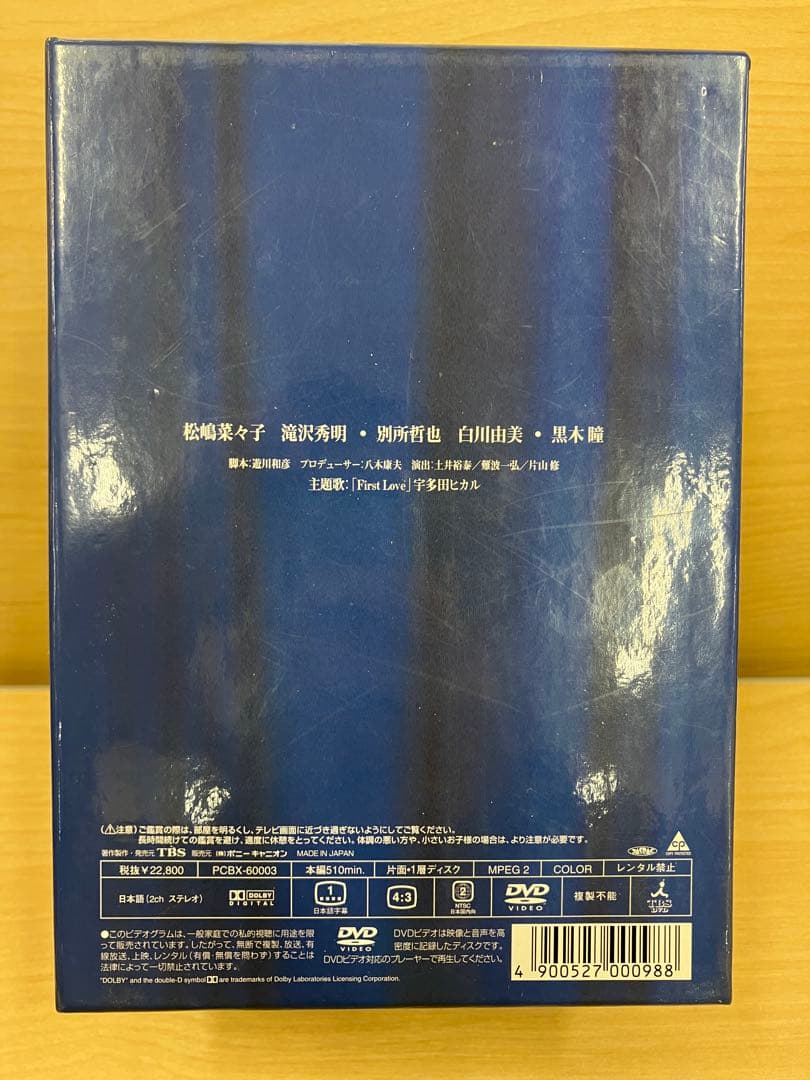 松嶋菜々子 滝沢秀明 • 別所哲也 白川由美 • 黒木 瞳
脚本：遊川和彦 プロデューサー：八木康夫 演出：土井裕泰／難波一弘／片山 修
主題歌：「First Love」宇多田ヒカル
(⚠注意) ご鑑賞の際は、部屋を明るくし、テレビ画面に近づき過ぎないようにしてご覧ください。
長時間続けての鑑賞を避け、適度に休憩をとってください。体調の悪い方や、小さいお子様の場合は、より注意が必要です。
著作製作・発売元 TBS 販売元 (株) ポニー キャニオン MADE IN JAPAN
COPY PROTECTED
税抜￥22,800 PCBX-60003 本編510min. 片面・1層ディスク MPEG 2 COLOR レンタル禁止
日本語(2ch ステレオ) DOLBY DIGITAL 1 日本語字幕 4:3 2 NTSC 日本国内向 DVD VIDEO 複製不能 TBS DVD
●このビデオグラムは、一般家庭での私的視聴に用途を限
って販売されています。したがって、無断で複製、放送、有
線放送、上映、レンタル(有償・無償を問わず)することは
法律によって一切禁止されています。
DVD VIDEO
DVDビデオは映像と音声を高
密度に記録したディスクです。
DVDビデオ対応のプレーヤーで再生してください。
"DOLBY" and the double-D symbol are trademarks of Dolby Laboratories Licensing Corporation.
4 900527 000988